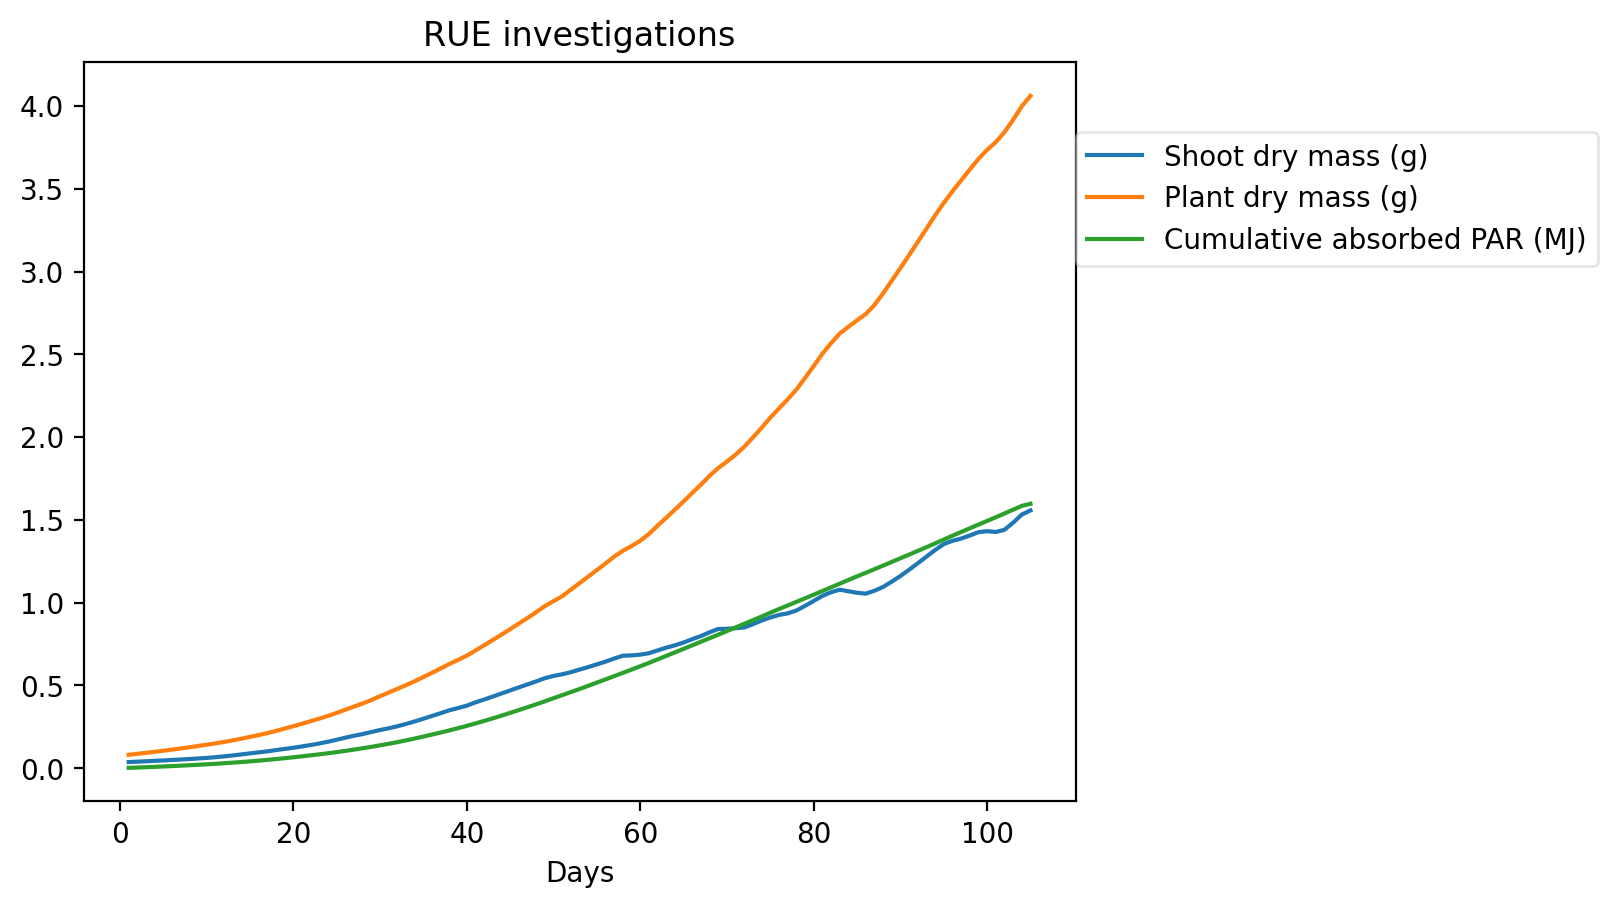 RUE investigations
4.0
3.5
3.0
2.5
2.0
1.5
1.0
0.5
0.0
0 20 40 60 80 100
Days
Shoot dry mass (g)
Plant dry mass (g)
Cumulative absorbed PAR (MJ)